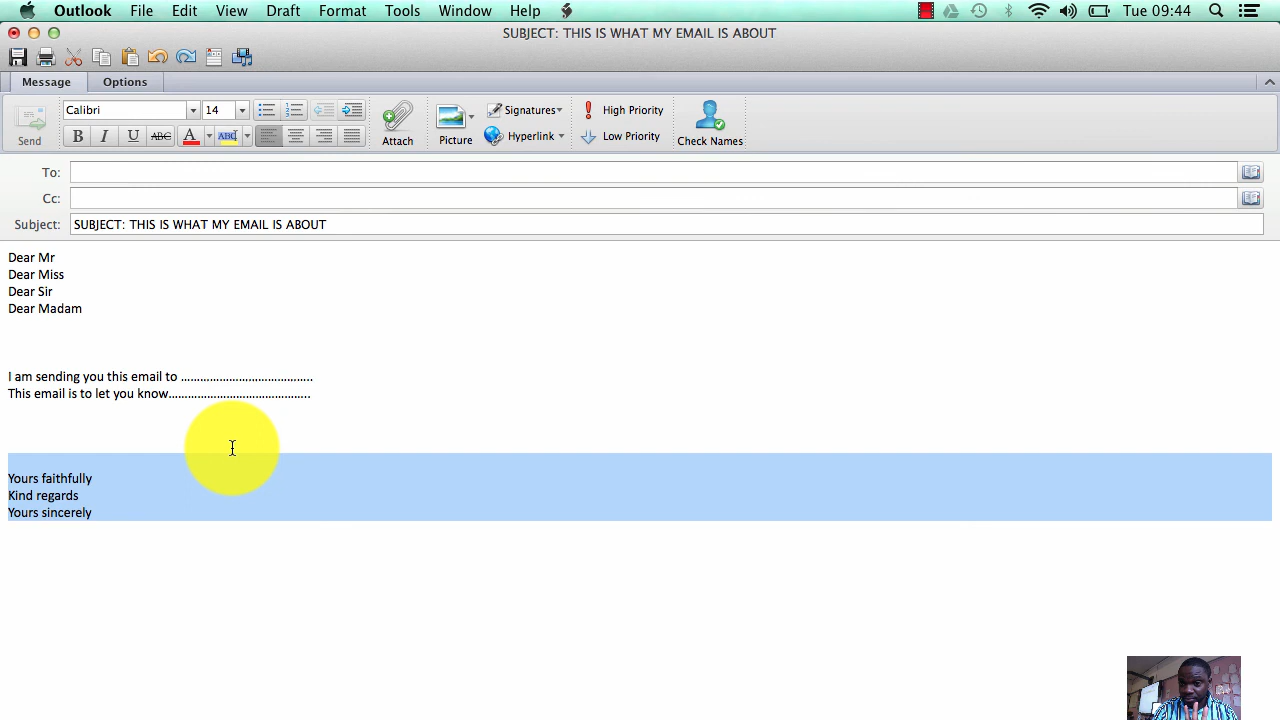 Outlook File Edit View Draft Format Tools Window Help Tue 09:44
SUBJECT: THIS IS WHAT MY EMAIL IS ABOUT
Message Options
Calibri 14 Signatures High Priority
Send B I U ABC A ABC Attach Picture Hyperlink Low Priority Check Names
To:
Cc:
Subject: SUBJECT: THIS IS WHAT MY EMAIL IS ABOUT
Dear Mr
Dear Miss
Dear Sir
Dear Madam
I am sending you this email to ……………………………………..
This email is to let you know……………………………………..
Yours faithfully
Kind regards
Yours sincerely